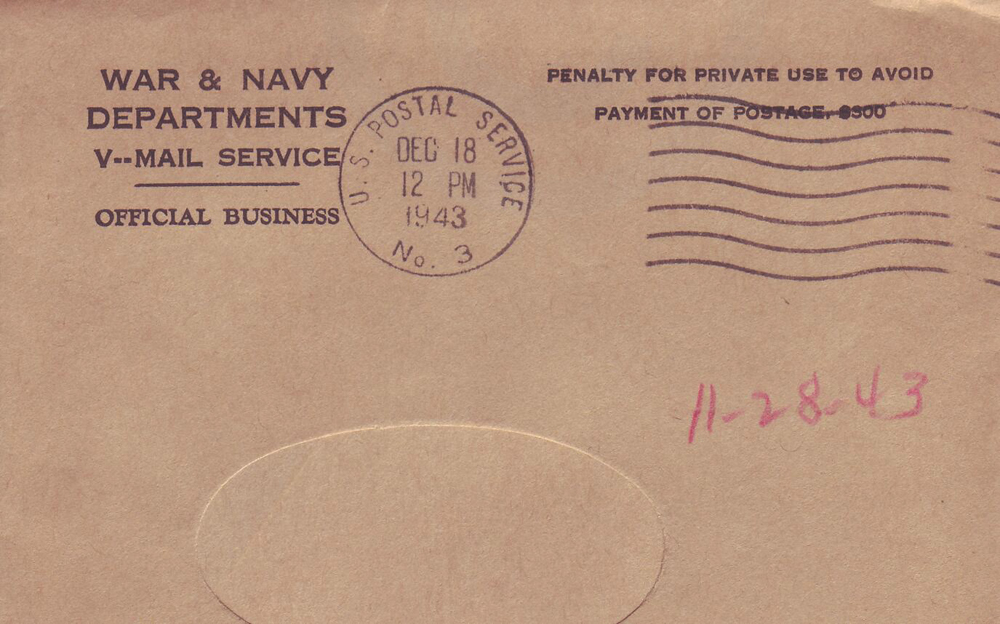 WAR & NAVY
DEPARTMENTS
V--MAIL SERVICE
OFFICIAL BUSINESS
U.S. POSTAL SERVICE
DEC 18
12 PM
1943
No. 3
PENALTY FOR PRIVATE USE TO AVOID
PAYMENT OF POSTAGE, $300
11-28-43